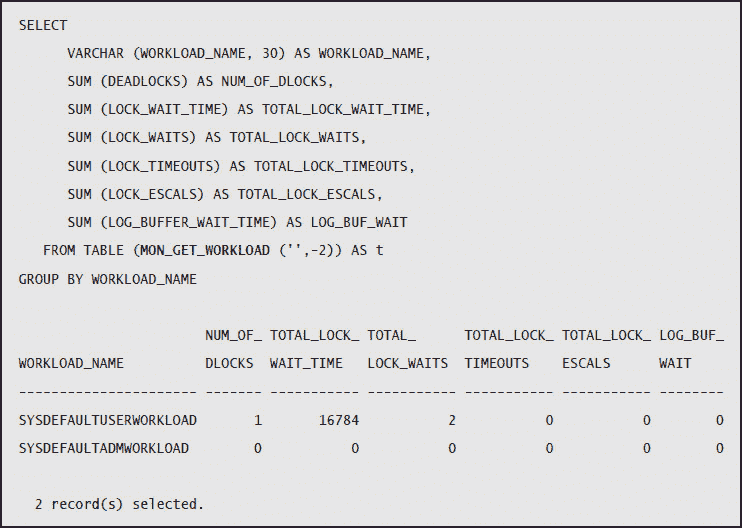 SELECT
VARCHAR (WORKLOAD_NAME, 30) AS WORKLOAD_NAME,
SUM (DEADLOCKS) AS NUM_OF_DLOCKS,
SUM (LOCK_WAIT_TIME) AS TOTAL_LOCK_WAIT_TIME,
SUM (LOCK_WAITS) AS TOTAL_LOCK_WAITS,
SUM (LOCK_TIMEOUTS) AS TOTAL_LOCK_TIMEOUTS,
SUM (LOCK_ESCALS) AS TOTAL_LOCK_ESCALS,
SUM (LOG_BUFFER_WAIT_TIME) AS LOG_BUF_WAIT
FROM TABLE (MON_GET_WORKLOAD ('',-2)) AS t
GROUP BY WORKLOAD_NAME
NUM_OF_ TOTAL_LOCK_ TOTAL_ TOTAL_LOCK_ TOTAL_LOCK_ LOG_BUF_
WORKLOAD_NAME DLOCKS WAIT_TIME LOCK_WAITS TIMEOUTS ESCALS WAIT
---------------------- ------- ----------- ----------- ----------- ----------- --------
SYSDEFAULTUSERWORKLOAD 1 16784 2 0 0 0
SYSDEFAULTADMWORKLOAD 0 0 0 0 0 0
2 record(s) selected.